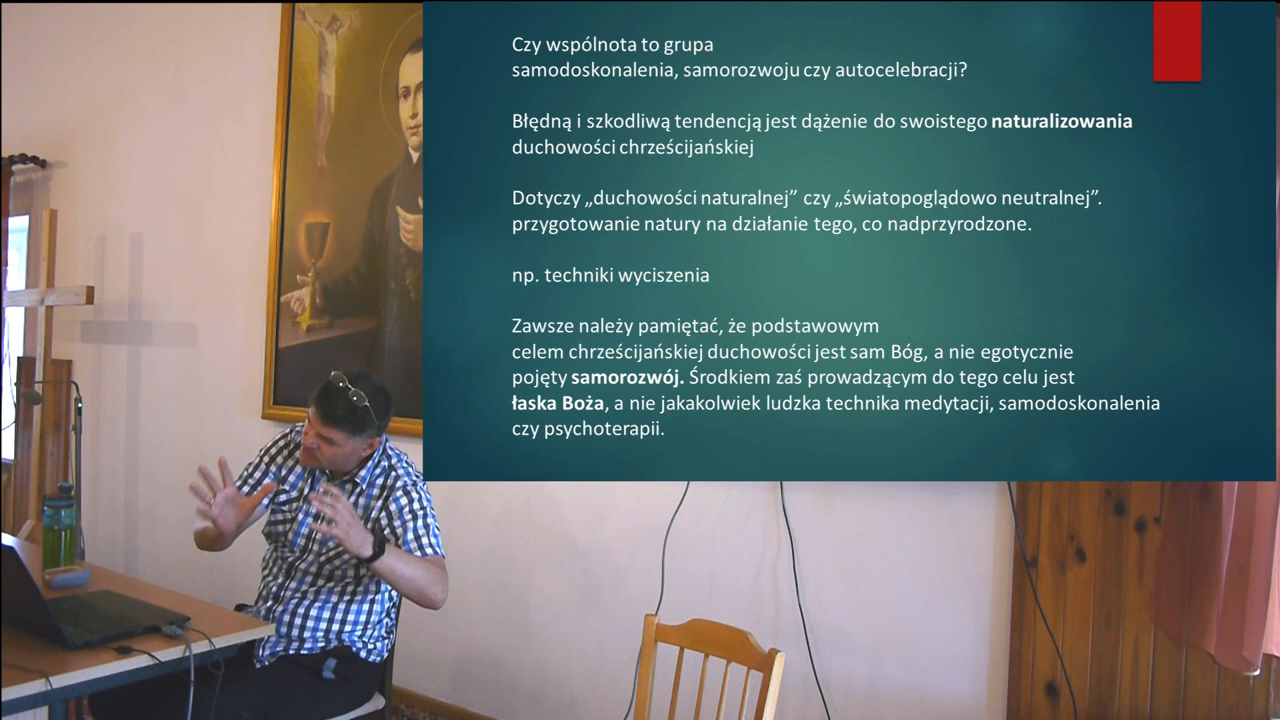 Czy wspólnota to grupa
samodoskonalenia, samorozwoju czy autocelebracji?
Błędną i szkodliwą tendencją jest dążenie do swoistego naturalizowania
duchowości chrześcijańskiej
Dotyczy „duchowości naturalnej” czy „światopoglądowo neutralnej”.
przygotowanie natury na działanie tego, co nadprzyrodzone.
np. techniki wyciszenia
Zawsze należy pamiętać, że podstawowym
celem chrześcijańskiej duchowości jest sam Bóg, a nie egotycznie
pojęty samorozwój. Środkiem zaś prowadzącym do tego celu jest
łaska Boża, a nie jakakolwiek ludzka technika medytacji, samodoskonalenia
czy psychoterapii.